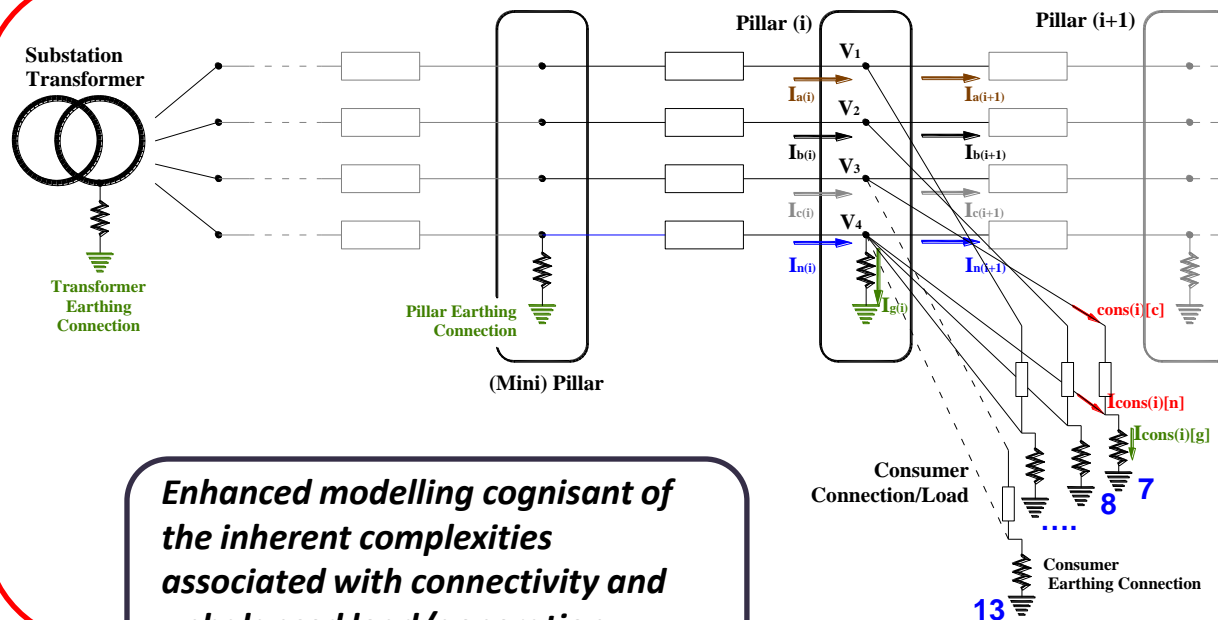 Pillar (i)
Pillar (i+1)
Substation
Transformer
V1
Ia(i)
Ia(i+1)
V2
Ib(i)
Ib(i+1)
V3
Ic(i)
Ic(i+1)
V4
In(i)
In(i+1)
Transformer
Earthing
Connection
Pillar Earthing
Connection
Ig(i)
cons(i)[c]
(Mini) Pillar
Icons(i)[n]
Icons(i)[g]
Consumer
Connection/Load
7
8
....
Enhanced modelling cognisant of
the inherent complexities
associated with connectivity and
Consumer
Earthing Connection
13